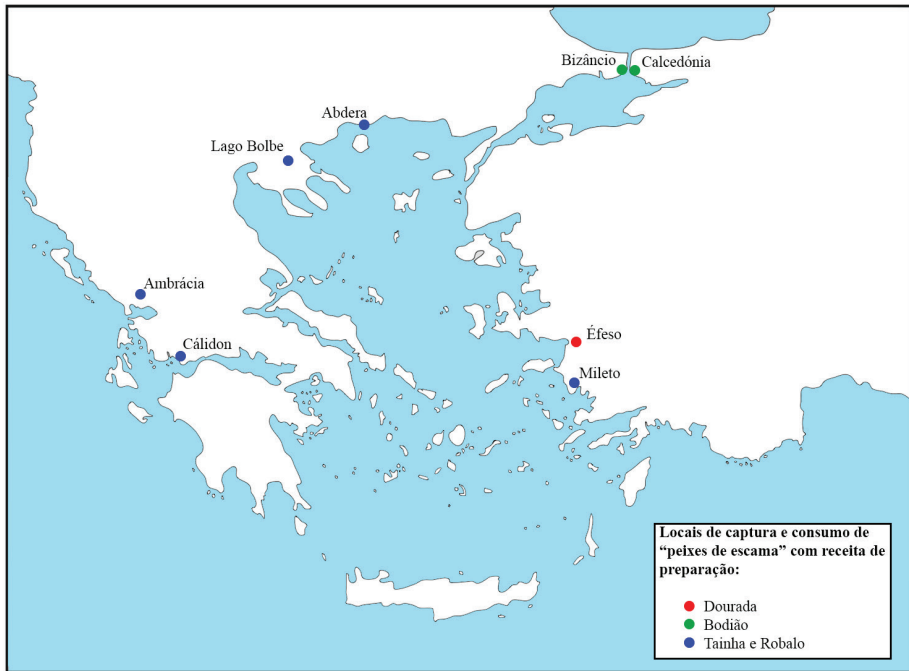 Bizâncio
Calcedónia
Abdera
Lago Bolbe
Ambrácia
Cálidon
Éfeso
Mileto
Locais de captura e consumo de
“peixes de escama” com receita de
preparação:
Dourada
Bodião
Tainha e Robalo